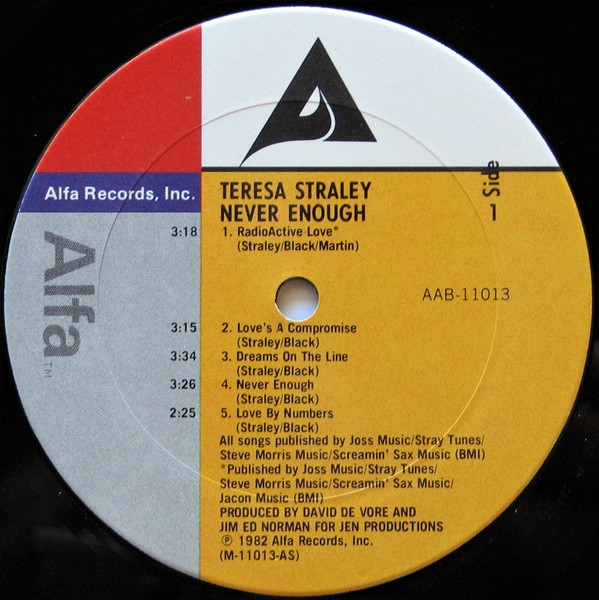 Side
1
Alfa Records, Inc.
Alfa™
TERESA STRALEY
NEVER ENOUGH
3:18 1. RadioActive Love*
(Straley/Black/Martin)
AAB-11013
3:15 2. Love's A Compromise
(Straley/Black)
3:34 3. Dreams On The Line
(Straley/Black)
3:26 4. Never Enough
(Straley/Black)
2:25 5. Love By Numbers
(Straley/Black)
All songs published by Joss Music/Stray Tunes/
Steve Morris Music/Screamin' Sax Music (BMI)
*Published by Joss Music/Stray Tunes/
Steve Morris Music/Screamin' Sax Music/
Jacon Music (BMI)
PRODUCED BY DAVID DE VORE AND
JIM ED NORMAN FOR JEN PRODUCTIONS
℗ 1982 Alfa Records, Inc.
(M-11013-AS)